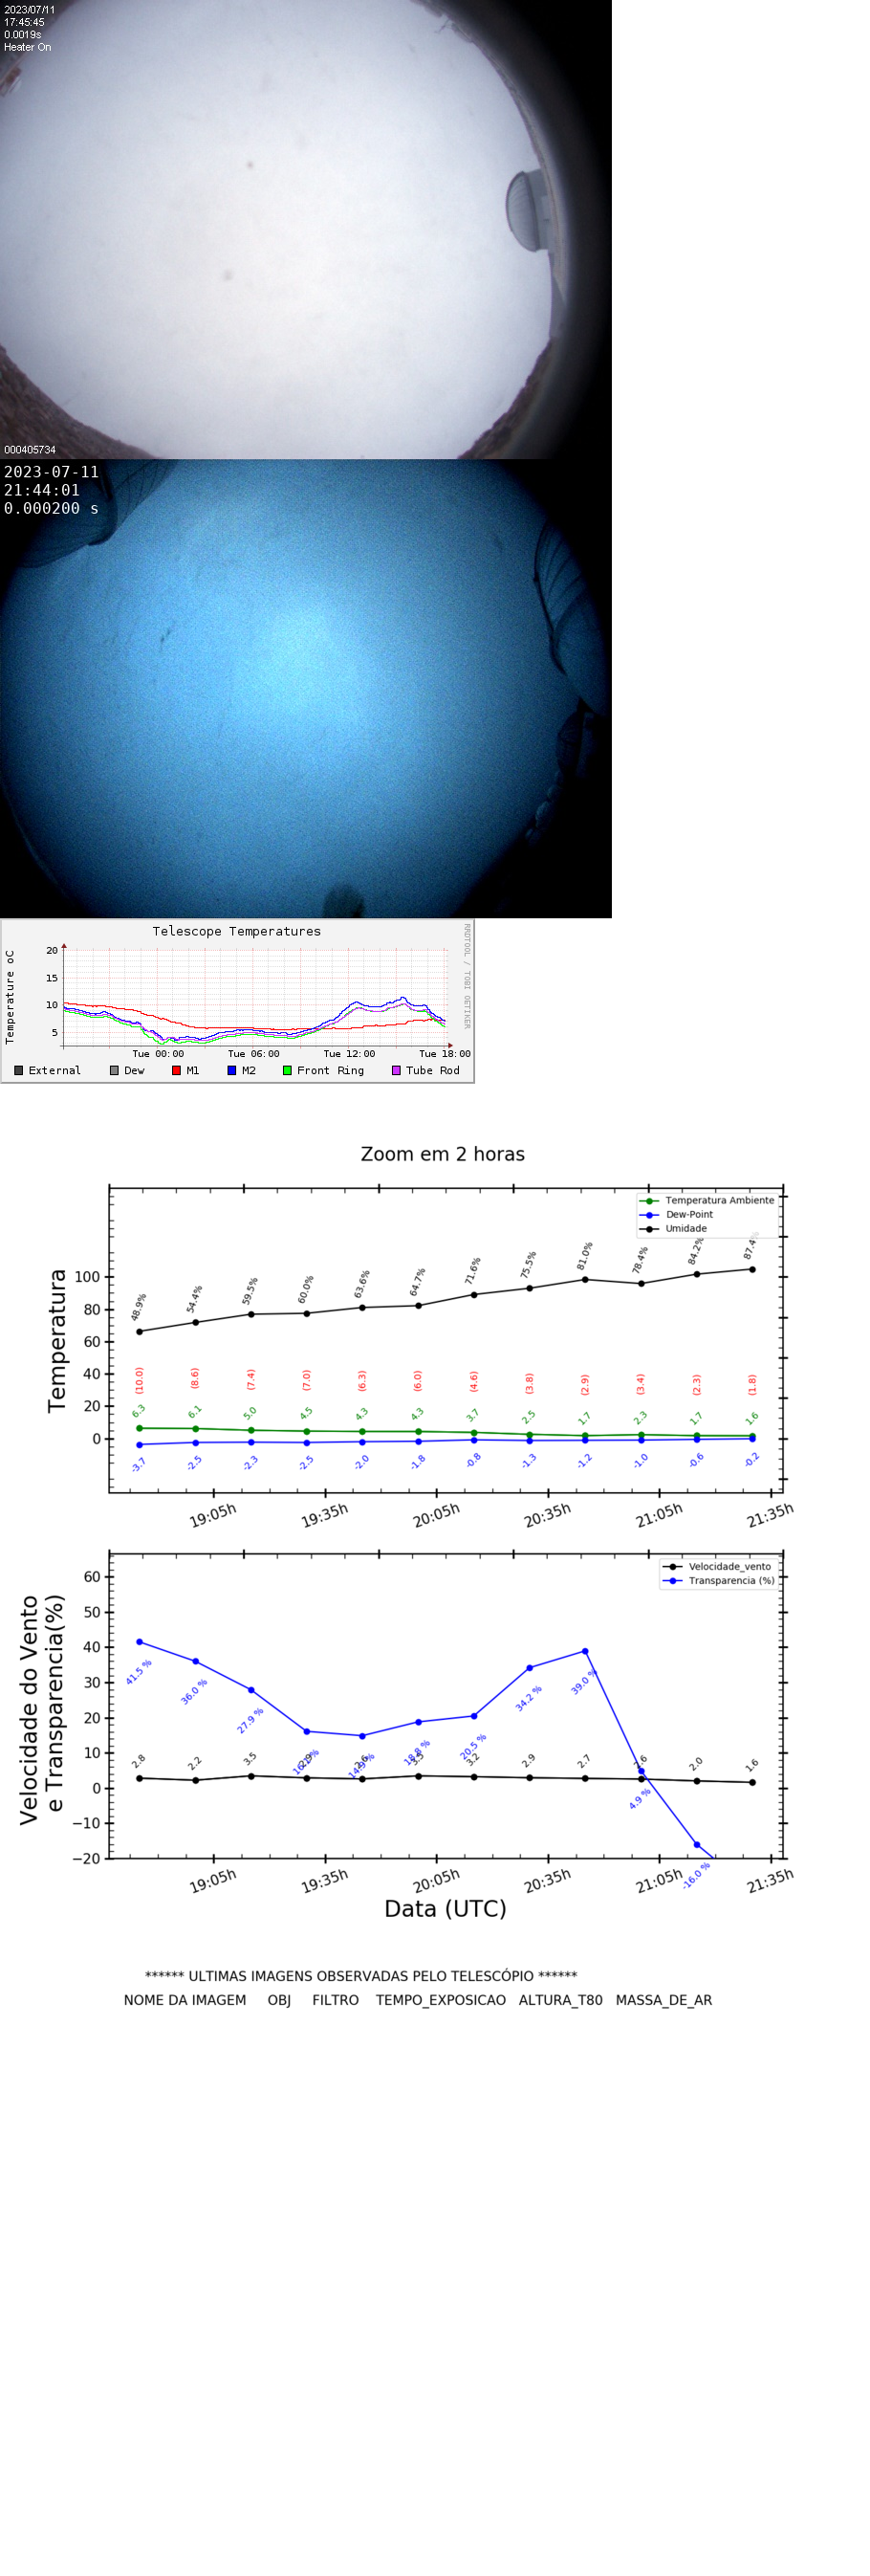 2023/07/11
17:45:45
0.0019s
Heater On
000405734
2023-07-11
21:44:01
0.000200 s
Telescope Temperatures
RRDTOOL / TOBI OETIKER
Temperature oC
20
15
10
5
Tue 00:00 Tue 06:00 Tue 12:00 Tue 18:00
External Dew M1 M2 Front Ring Tube Rod
Zoom em 2 horas
Temperatura Ambiente
Dew-Point
Umidade
Temperatura
100
80
60
40
20
0
48.9% 54.4% 59.5% 60.0% 63.6% 64.7% 71.6% 75.5% 81.0% 78.4% 84.2% 87.4%
(10.0) (8.6) (7.4) (7.0) (6.3) (6.0) (4.6) (3.8) (2.9) (3.4) (2.3) (1.8)
6.3 6.1 5.0 4.5 4.3 4.3 3.7 2.5 1.7 2.3 1.7 1.6
-3.7 -2.5 -2.3 -2.5 -2.0 -1.8 -0.8 -1.3 -1.2 -1.0 -0.6 -0.2
19:05h 19:35h 20:05h 20:35h 21:05h 21:35h
Velocidade_vento
Transparencia (%)
Velocidade do Vento
e Transparencia(%)
60
50
40
30
20
10
0
−10
−20
41.5 % 36.0 % 27.9 % 20.5 % 34.2 % 39.0 % 4.9 % -16.0 %
2.8 2.2 3.5 3.2 2.9 2.7 2.6 2.0 1.6
19:05h 19:35h 20:05h 20:35h 21:05h 21:35h
Data (UTC)
****** ULTIMAS IMAGENS OBSERVADAS PELO TELESCÓPIO ******
NOME DA IMAGEM OBJ FILTRO TEMPO_EXPOSICAO ALTURA_T80 MASSA_DE_AR